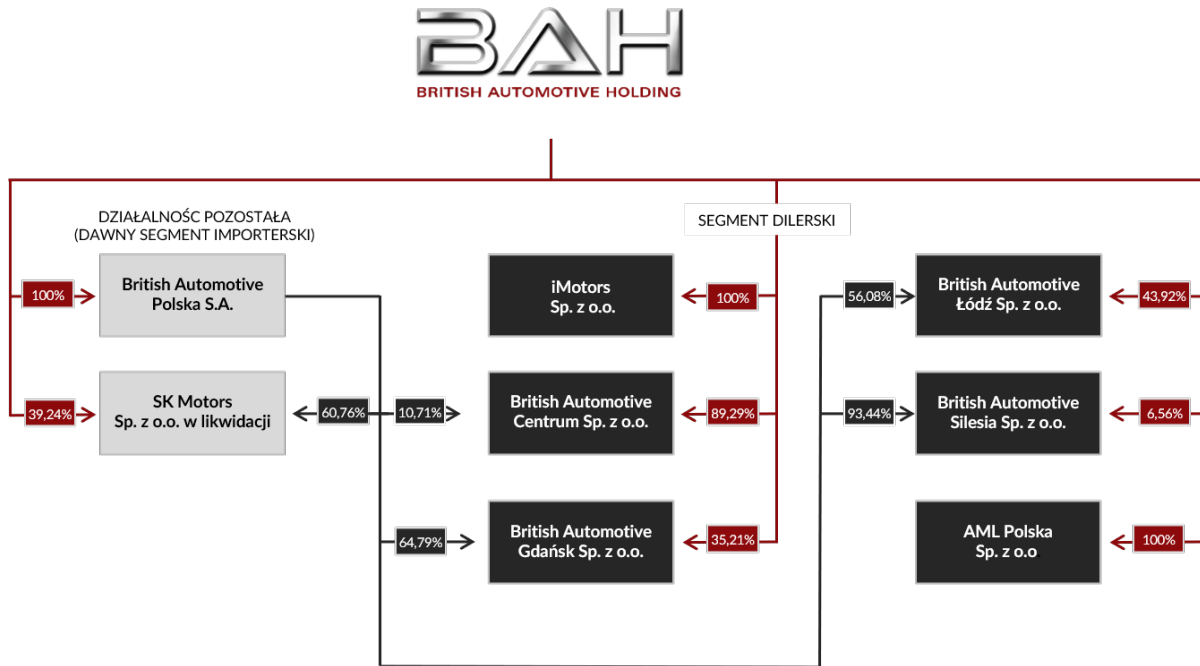 BAH
BRITISH AUTOMOTIVE HOLDING
DZIAŁALNOŚC POZOSTAŁA
(DAWNY SEGMENT IMPORTERSKI)
SEGMENT DILERSKI
100%
British Automotive
Polska S.A.
iMotors
Sp. z o.o.
100%
56,08%
British Automotive
Łódź Sp. z o.o.
43,92%
39,24%
SK Motors
Sp. z o.o. w likwidacji
60,76%
10,71%
British Automotive
Centrum Sp. z o.o.
89,29%
93,44%
British Automotive
Silesia Sp. z o.o.
6,56%
64,79%
British Automotive
Gdańsk Sp. z o.o.
35,21%
AML Polska
Sp. z o.o.
100%